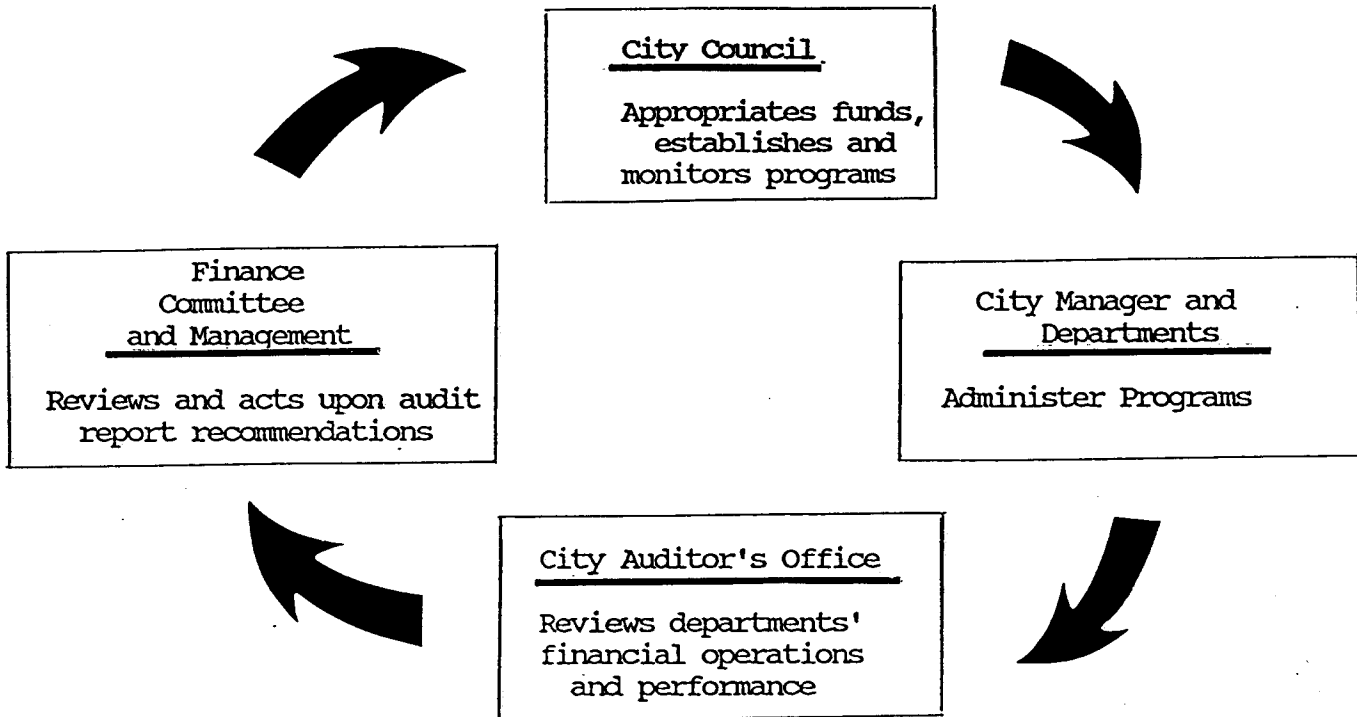 City Council
Appropriates funds,
establishes and
monitors programs
Finance
Committee
and Management
Reviews and acts upon audit
report recommendations
City Manager and
Departments
Administer Programs
City Auditor's Office
Reviews departments'
financial operations
and performance